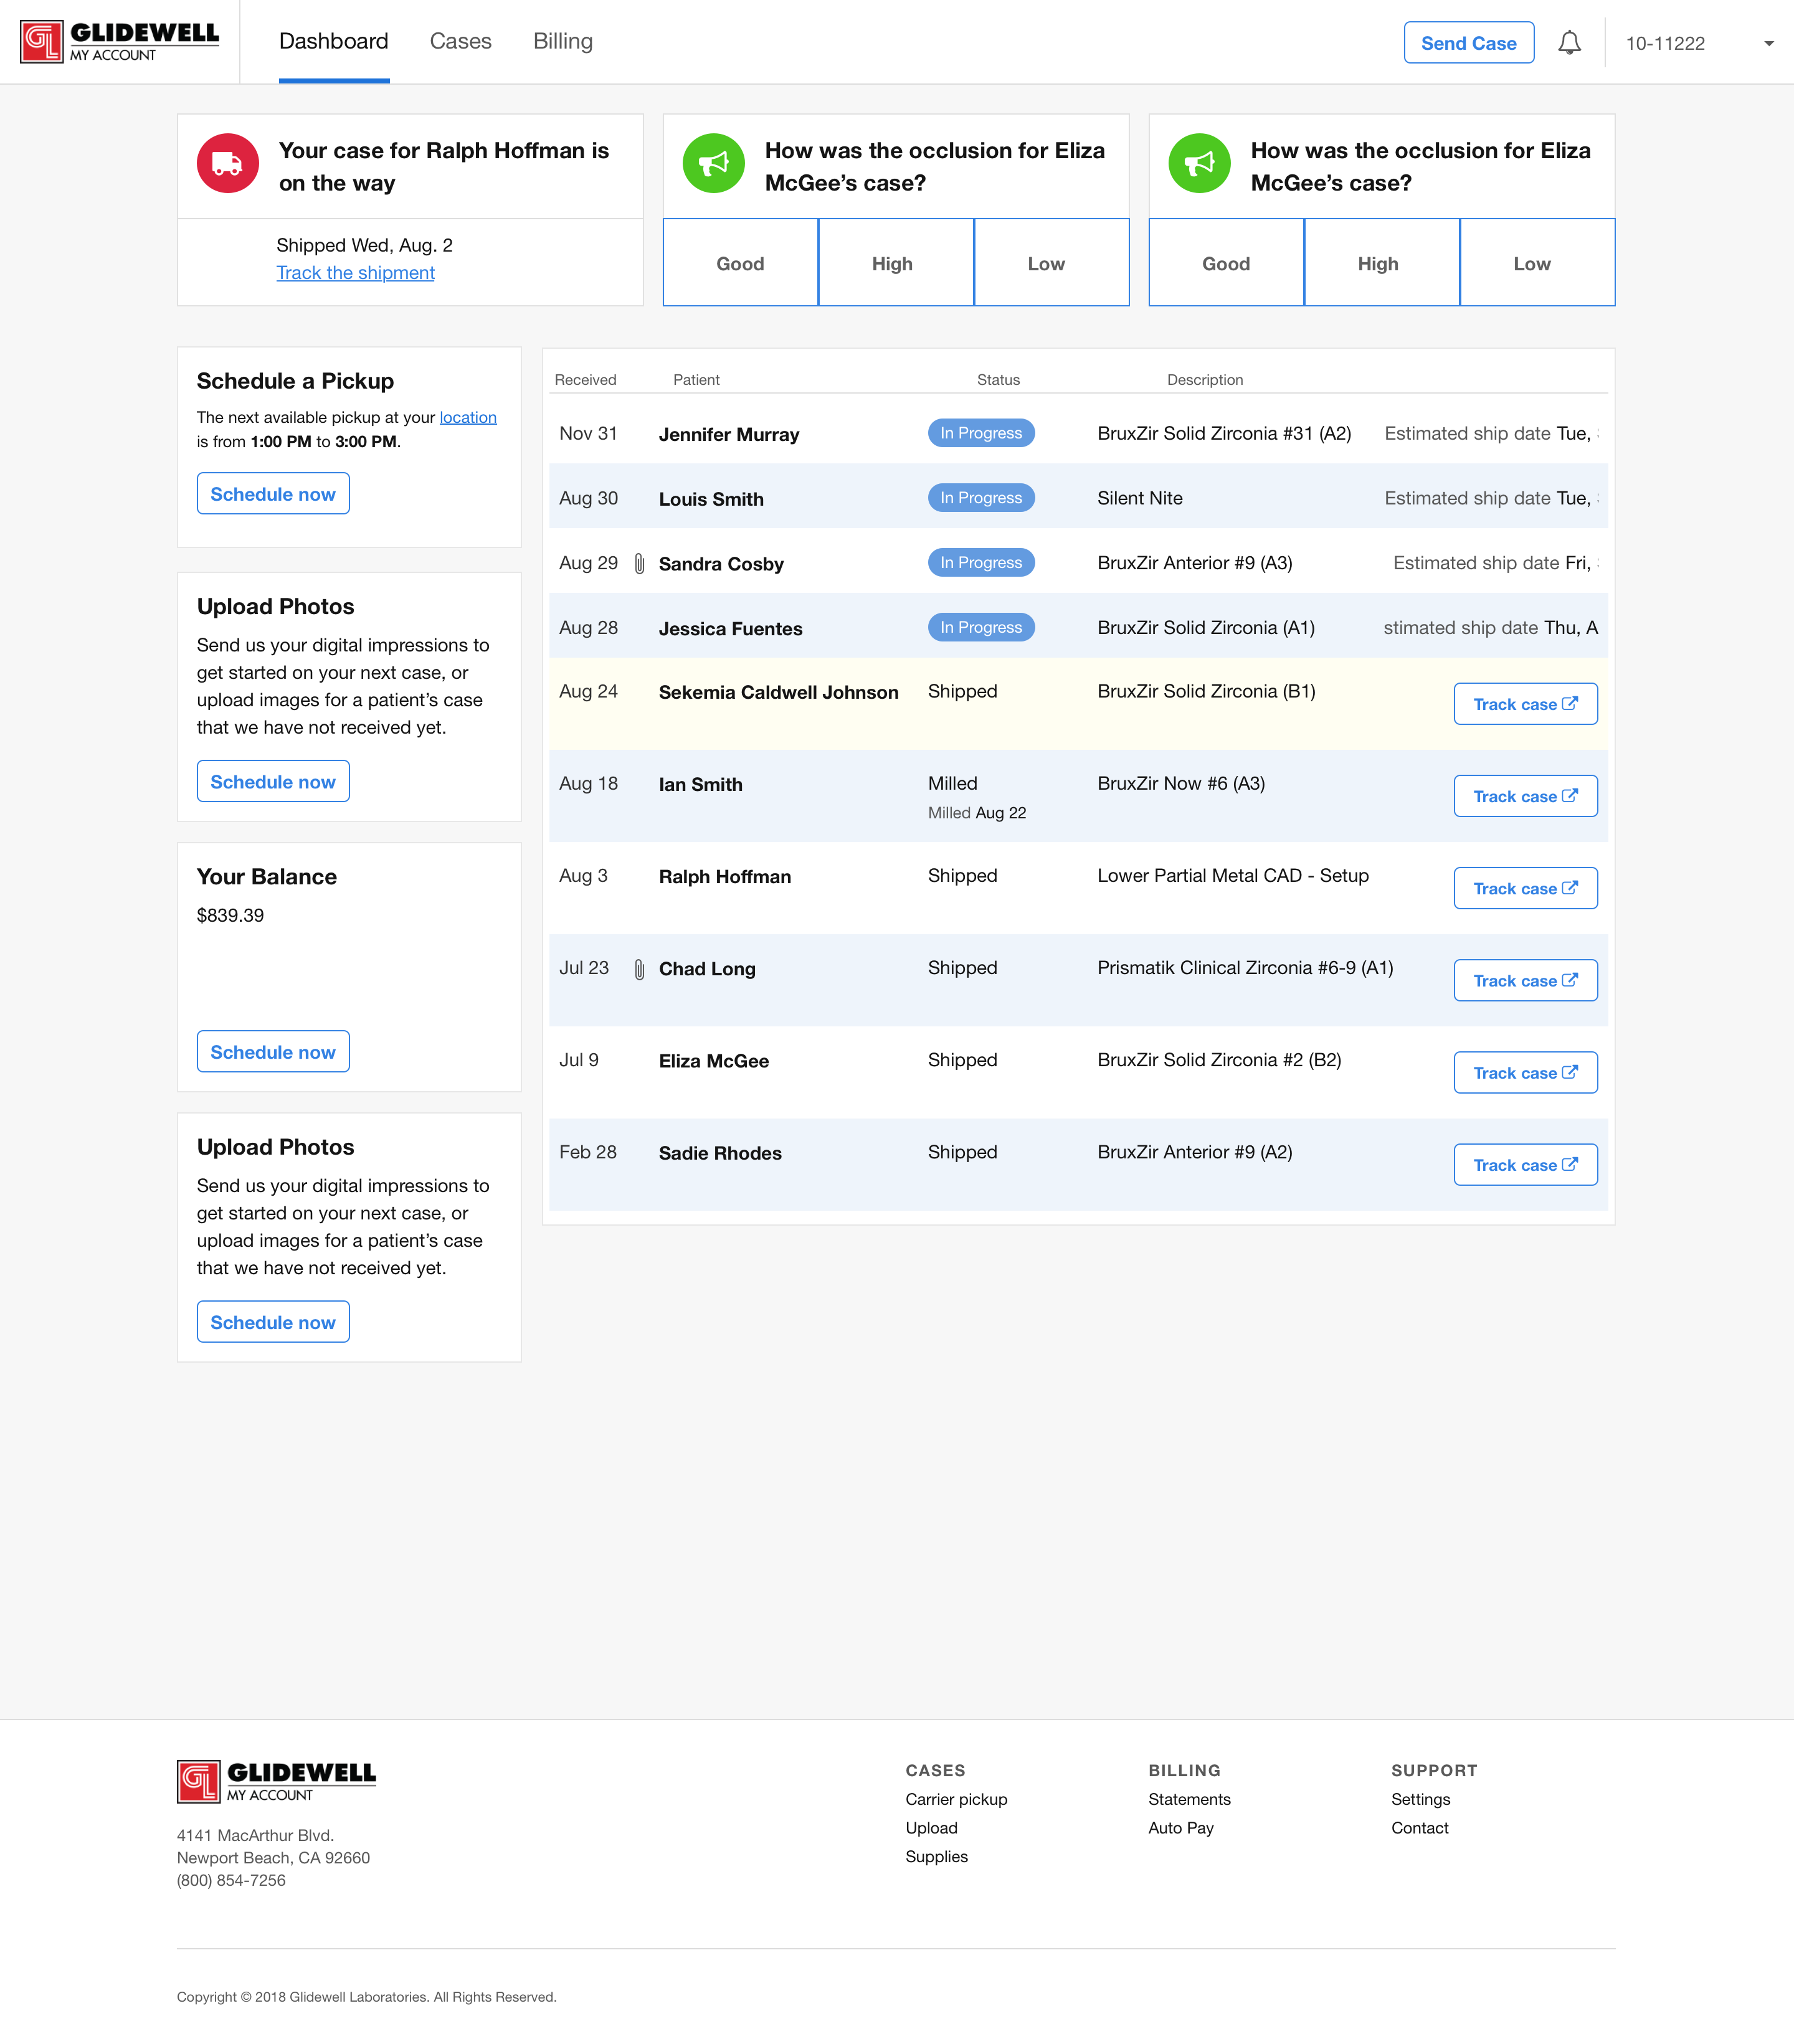 GLIDEWELL
MY ACCOUNT
Dashboard Cases Billing
Send Case 10-11222
Your case for Ralph Hoffman is
on the way
Shipped Wed, Aug. 2
Track the shipment
How was the occlusion for Eliza
McGee’s case?
Good High Low
How was the occlusion for Eliza
McGee’s case?
Good High Low
Schedule a Pickup
The next available pickup at your location
is from 1:00 PM to 3:00 PM.
Schedule now
Upload Photos
Send us your digital impressions to
get started on your next case, or
upload images for a patient’s case
that we have not received yet.
Schedule now
Your Balance
$839.39
Schedule now
Upload Photos
Send us your digital impressions to
get started on your next case, or
upload images for a patient’s case
that we have not received yet.
Schedule now
Received Patient Status Description
Nov 31 Jennifer Murray In Progress BruxZir Solid Zirconia #31 (A2) Estimated ship date Tue,
Aug 30 Louis Smith In Progress Silent Nite Estimated ship date Tue,
Aug 29 Sandra Cosby In Progress BruxZir Anterior #9 (A3) Estimated ship date Fri,
Aug 28 Jessica Fuentes In Progress BruxZir Solid Zirconia (A1) stimated ship date Thu, A
Aug 24 Sekemia Caldwell Johnson Shipped BruxZir Solid Zirconia (B1) Track case
Aug 18 Ian Smith Milled BruxZir Now #6 (A3) Track case
Milled Aug 22
Aug 3 Ralph Hoffman Shipped Lower Partial Metal CAD - Setup Track case
Jul 23 Chad Long Shipped Prismatik Clinical Zirconia #6-9 (A1) Track case
Jul 9 Eliza McGee Shipped BruxZir Solid Zirconia #2 (B2) Track case
Feb 28 Sadie Rhodes Shipped BruxZir Anterior #9 (A2) Track case
GLIDEWELL
MY ACCOUNT
4141 MacArthur Blvd.
Newport Beach, CA 92660
(800) 854-7256
CASES
Carrier pickup
Upload
Supplies
BILLING
Statements
Auto Pay
SUPPORT
Settings
Contact
Copyright © 2018 Glidewell Laboratories. All Rights Reserved.